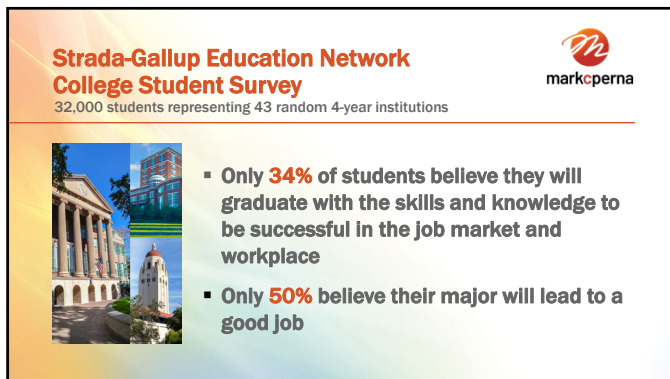 Strada-Gallup Education Network
College Student Survey
32,000 students representing 43 random 4-year institutions
markcperna
▪ Only 34% of students believe they will
graduate with the skills and knowledge to
be successful in the job market and
workplace
▪ Only 50% believe their major will lead to a
good job